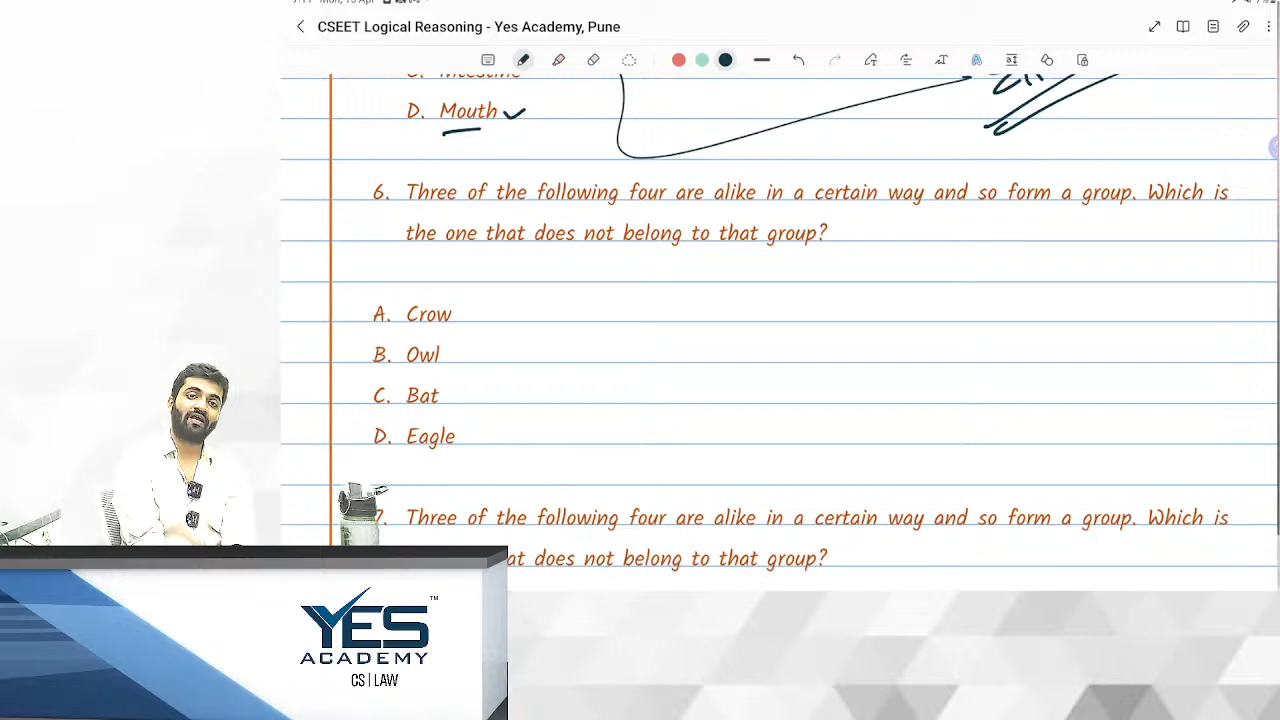 CSEET Logical Reasoning - Yes Academy, Pune
D. Mouth
6. Three of the following four are alike in a certain way and so form a group. Which is
the one that does not belong to that group?
A. Crow
B. Owl
C. Bat
D. Eagle
7. Three of the following four are alike in a certain way and so form a group. Which is
at does not belong to that group?
YES™
ACADEMY
CS | LAW